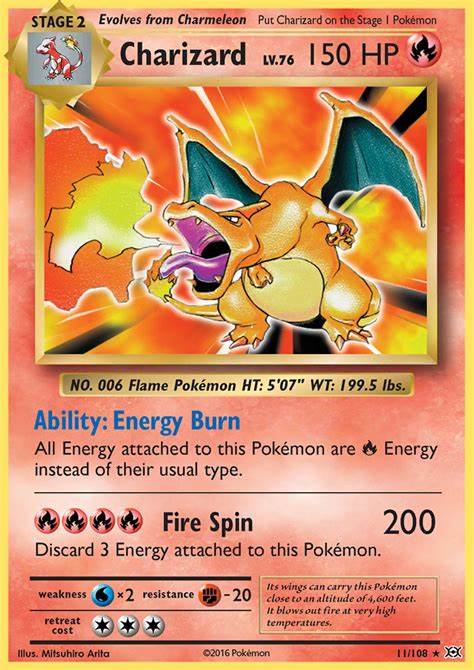 STAGE 2 Evolves from Charmeleon Put Charizard on the Stage 1 Pokémon
Charizard LV.76 150 HP
NO. 006 Flame Pokémon HT: 5'07" WT: 199.5 lbs.
Ability: Energy Burn
All Energy attached to this Pokémon are Energy
instead of their usual type.
Fire Spin 200
Discard 3 Energy attached to this Pokémon.
weakness ×2 resistance -20
retreat
cost
Its wings can carry this Pokémon
close to an altitude of 4,600 feet.
It blows out fire at very high
temperatures.
Illus. Mitsuhiro Arita ©2016 Pokémon 11/108 ★